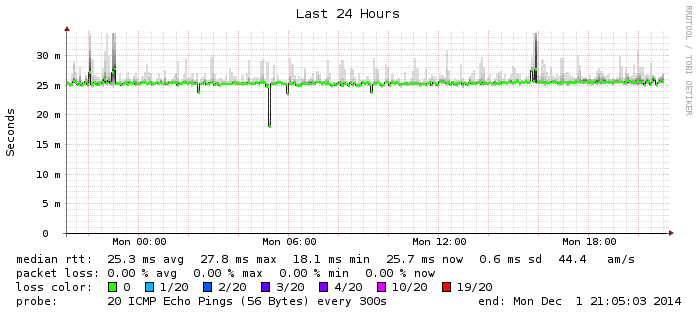 Last 24 Hours
RRDTOOL / TOBI OETIKER
Seconds
30 m
25 m
20 m
15 m
10 m
5 m
0
Mon 00:00 Mon 06:00 Mon 12:00 Mon 18:00
median rtt: 25.3 ms avg 27.8 ms max 18.1 ms min 25.7 ms now 0.6 ms sd 44.4 am/s
packet loss: 0.00 % avg 0.00 % max 0.00 % min 0.00 % now
loss color: 0 1/20 2/20 3/20 4/20 10/20 19/20
probe: 20 ICMP Echo Pings (56 Bytes) every 300s end: Mon Dec 1 21:05:03 2014